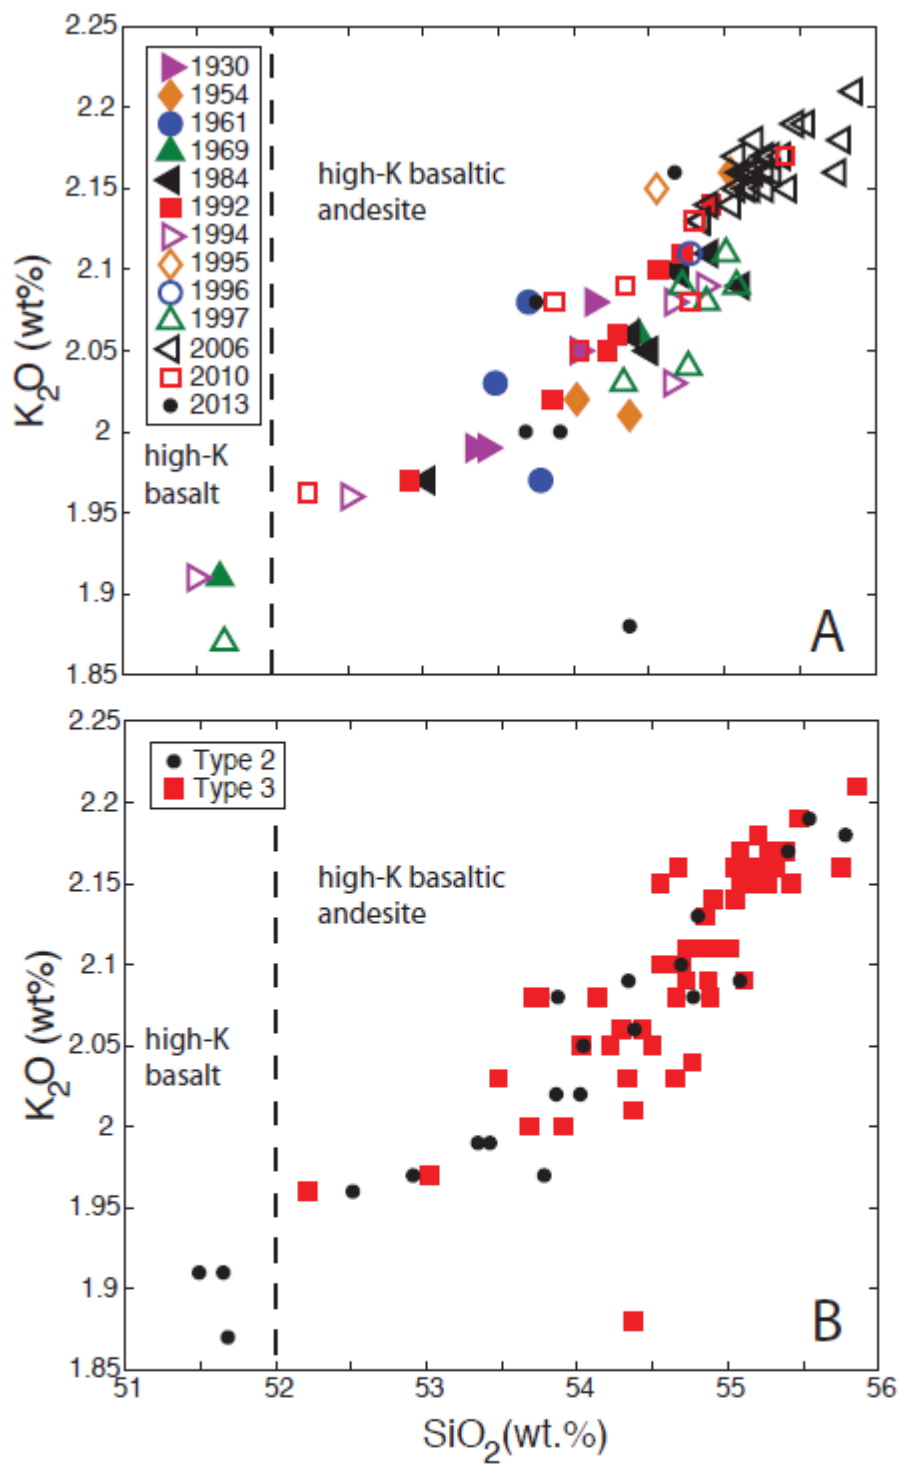 2.25
2.2
2.15
2.1
2.05
2
1.95
1.9
1.85
K2O (wt%)
1930
1954
1961
1969
1984
1992
1994
1995
1996
1997
2006
2010
2013
high-K basaltic
andesite
high-K
basalt
A
2.25
2.2
2.15
2.1
2.05
2
1.95
1.9
1.85
K2O (wt%)
Type 2
Type 3
high-K basaltic
andesite
high-K
basalt
B
51 52 53 54 55 56
SiO2(wt.%)